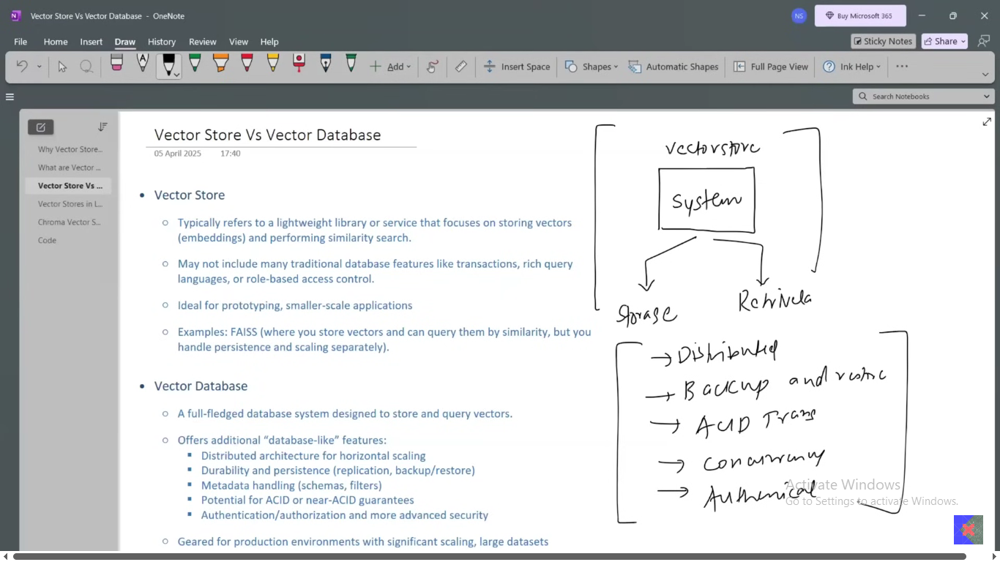 Vector Store Vs Vector Database - OneNote
NS
Buy Microsoft 365
File Home Insert Draw History Review View Help
Sticky Notes
Share
Add
Insert Space
Shapes
Automatic Shapes
Full Page View
Ink Help
Search Notebooks
Why Vector Store...
What are Vector ...
Vector Store Vs ...
Vector Stores in L...
Chroma Vector S...
Code
Vector Store Vs Vector Database
05 April 2025 17:40
• Vector Store
○ Typically refers to a lightweight library or service that focuses on storing vectors
(embeddings) and performing similarity search.
○ May not include many traditional database features like transactions, rich query
languages, or role-based access control.
○ Ideal for prototyping, smaller-scale applications
○ Examples: FAISS (where you store vectors and can query them by similarity, but you
handle persistence and scaling separately).
• Vector Database
○ A full-fledged database system designed to store and query vectors.
○ Offers additional “database-like” features:
▪ Distributed architecture for horizontal scaling
▪ Durability and persistence (replication, backup/restore)
▪ Metadata handling (schemas, filters)
▪ Potential for ACID or near-ACID guarantees
▪ Authentication/authorization and more advanced security
○ Geared for production environments with significant scaling, large datasets
vectorstore
system
Storage
→ Distributed
→ Backup and restore
→ ACID Trans
→ concurrency
→ Authentical
Activate Windows
Go to Settings to activate Windows.